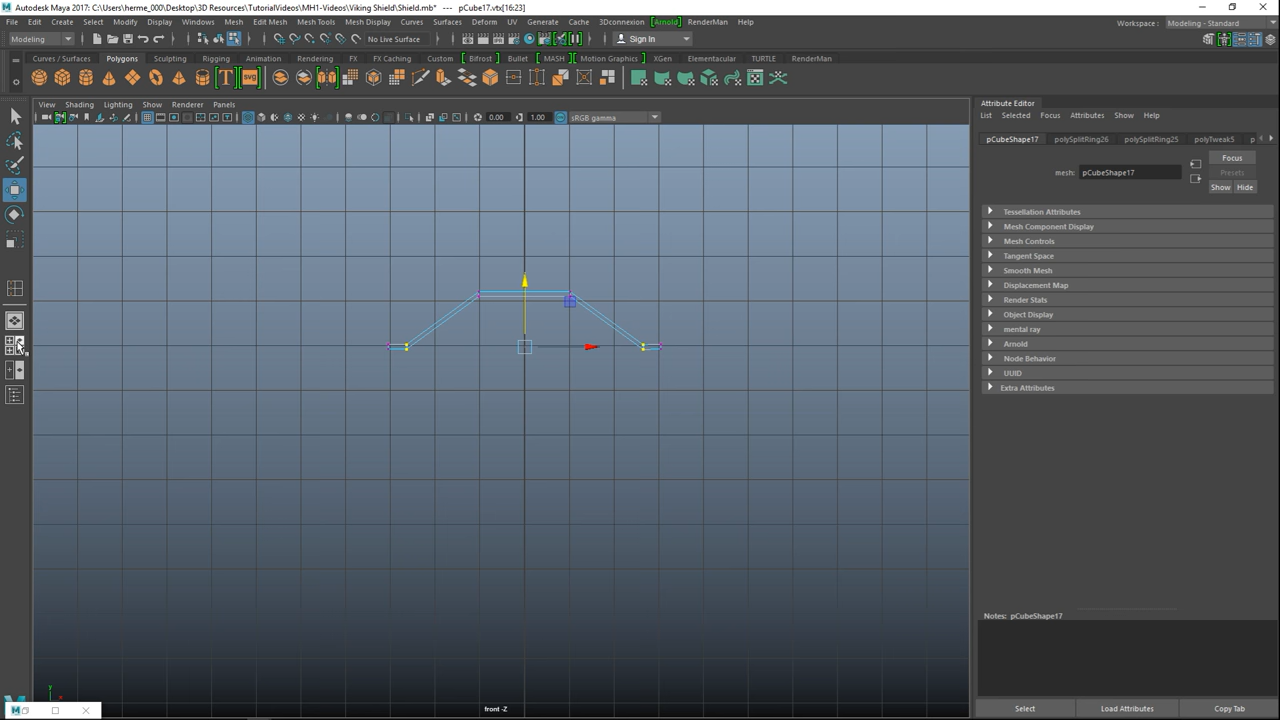 Autodesk Maya 2017: C:\Users\herme_000\Desktop\3D Resources\TutorialVideos\MH1-Videos\Viking Shield\Shield.mb* --- pCube17.vtx[16:23]
File Edit Create Select Modify Display Windows Mesh Edit Mesh Mesh Tools Mesh Display Curves Surfaces Deform UV Generate Cache 3Dconnexion [Arnold] RenderMan Help
Workspace : Modeling - Standard
Modeling No Live Surface Sign In
Curves / Surfaces Polygons Sculpting Rigging Animation Rendering FX FX Caching Custom Bifrost Bullet MASH Motion Graphics XGen Elementacular TURTLE RenderMan
T svg
View Shading Lighting Show Renderer Panels
0.00 1.00 sRGB gamma
Attribute Editor
List Selected Focus Attributes Show Help
pCubeShape17 polySplitRing26 polySplitRing25 polyTweak5 p
Focus
mesh: pCubeShape17 Presets
Show Hide
Tessellation Attributes
Mesh Component Display
Mesh Controls
Tangent Space
Smooth Mesh
Displacement Map
Render Stats
Object Display
mental ray
Arnold
Node Behavior
UUID
Extra Attributes
Notes: pCubeShape17
y
front -Z
Select Load Attributes Copy Tab